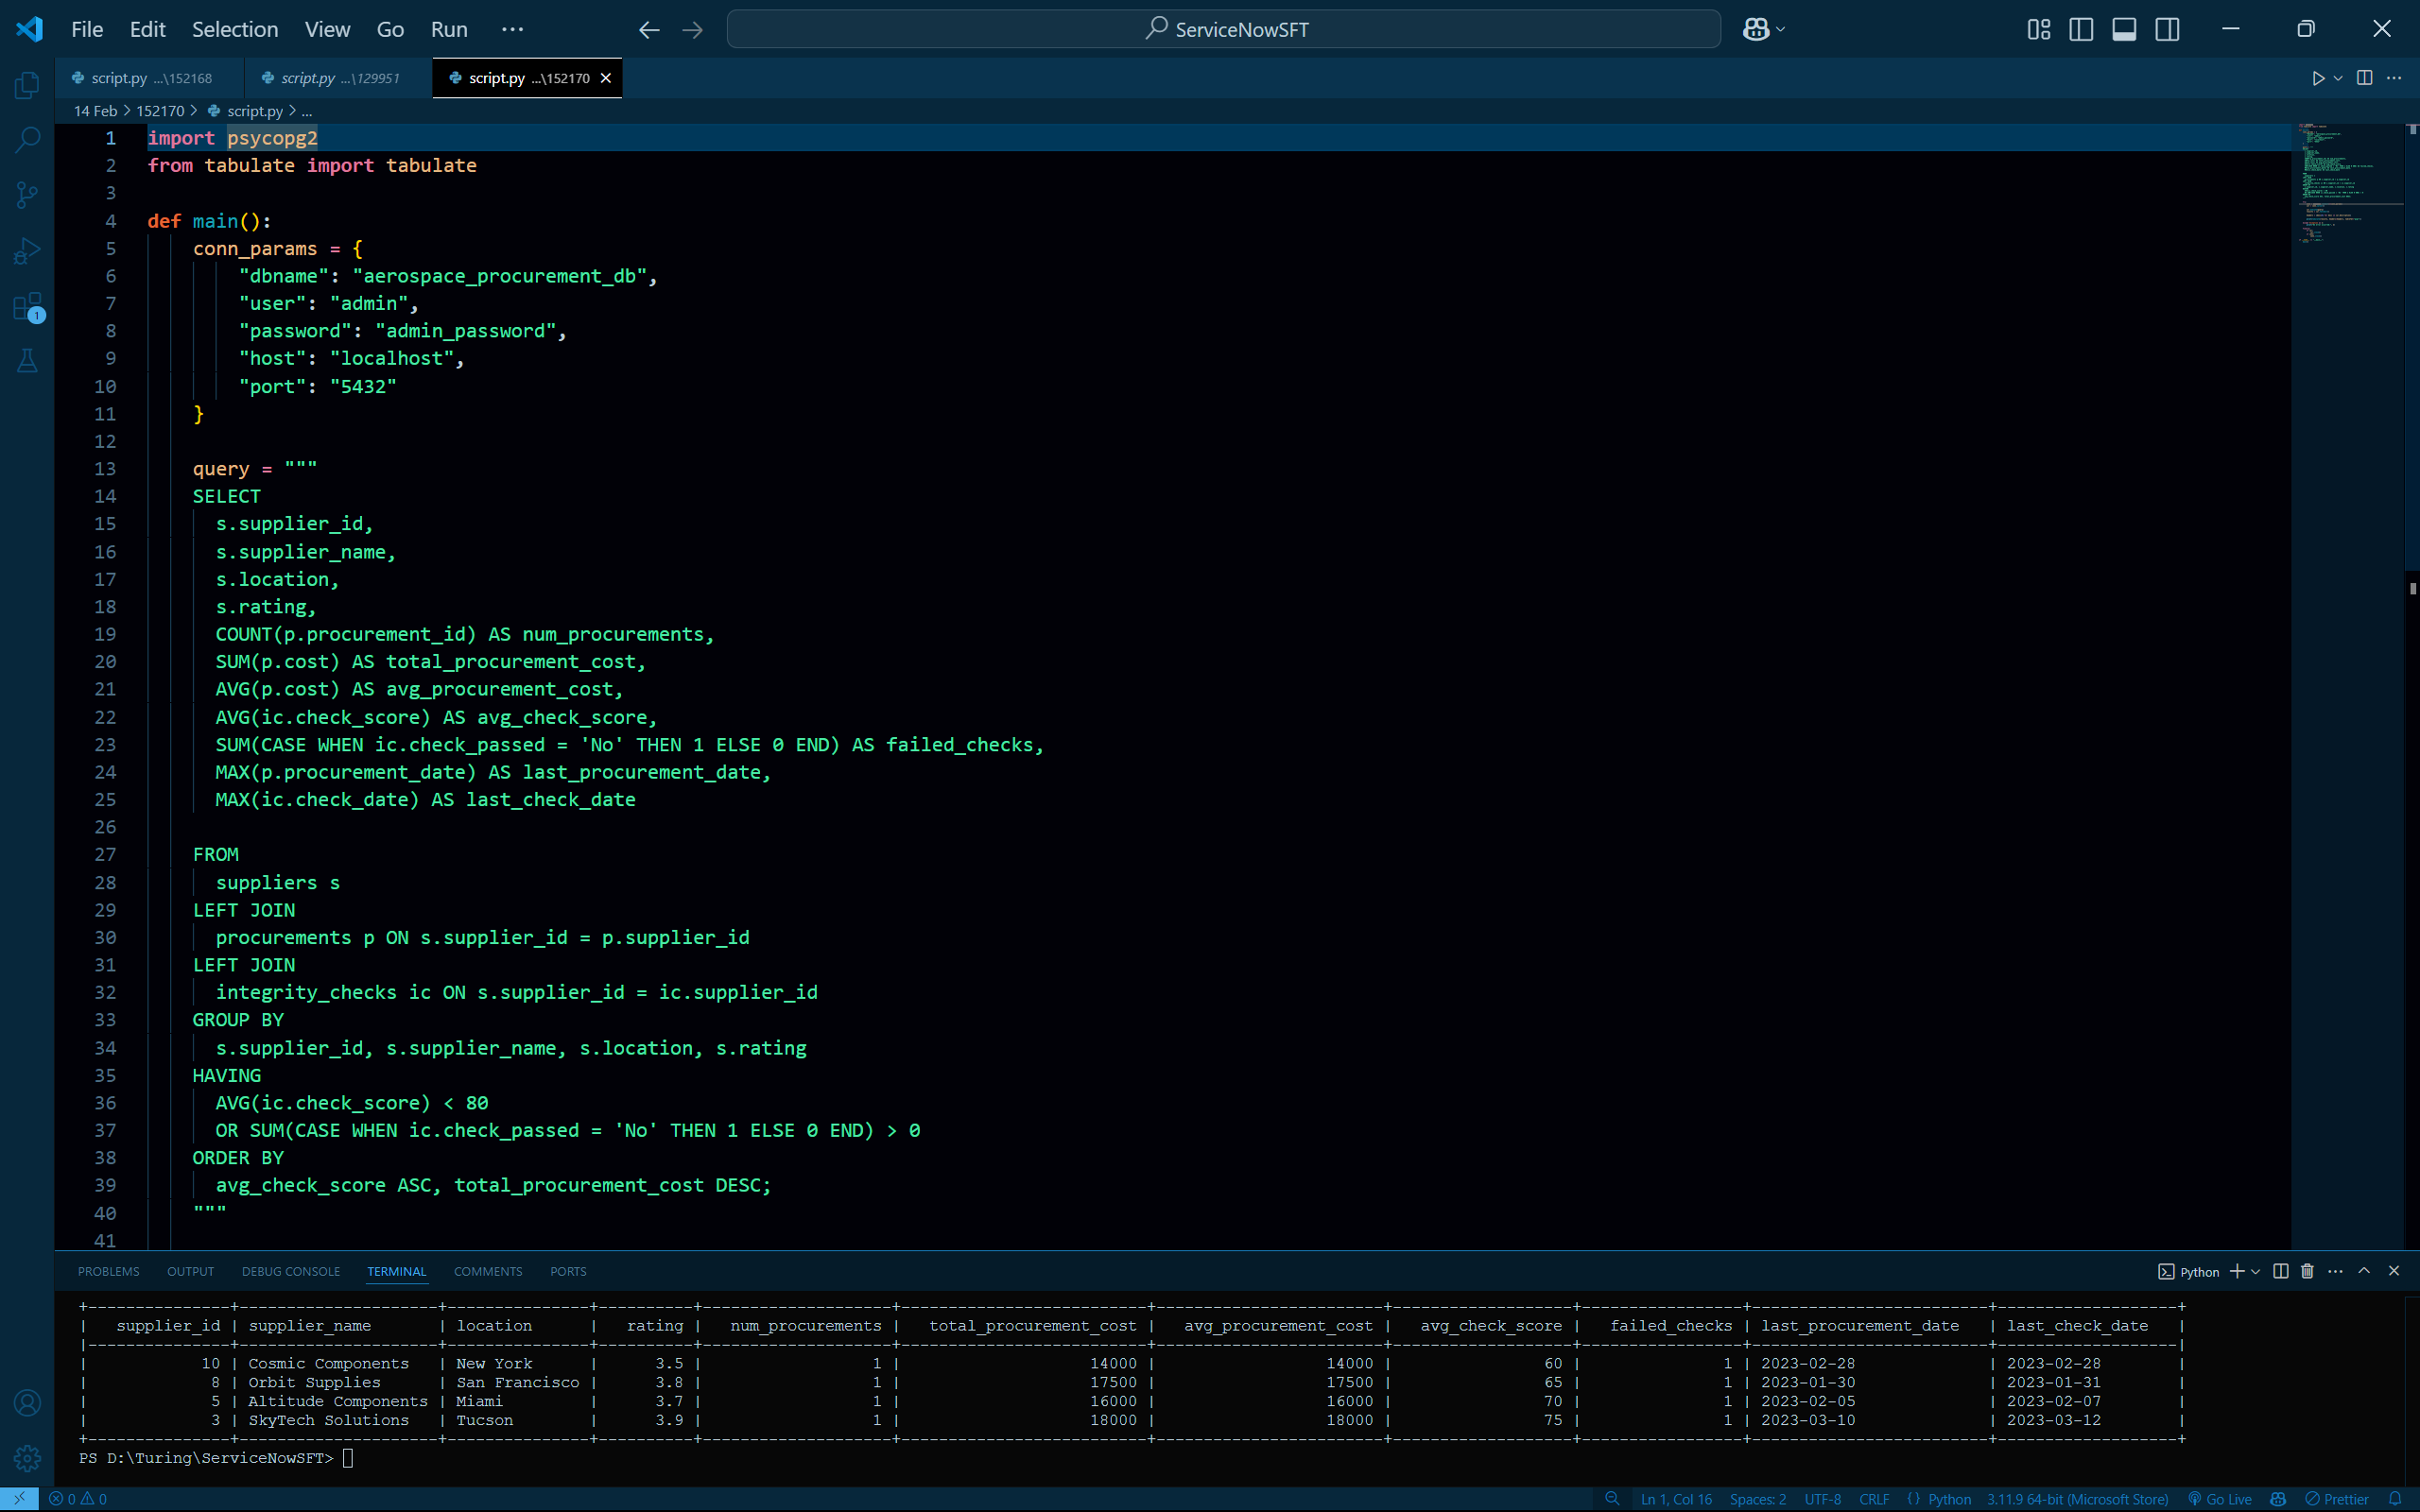 File Edit Selection View Go Run ··· ServiceNowSFT
script.py ...\152168 script.py ...\129951 script.py ...\152170
14 Feb > 152170 > script.py > ...
1 import psycopg2
2 from tabulate import tabulate
3
4 def main():
5 conn_params = {
6 "dbname": "aerospace_procurement_db",
7 "user": "admin",
8 "password": "admin_password",
9 "host": "localhost",
10 "port": "5432"
11 }
12
13 query = """
14 SELECT
15 s.supplier_id,
16 s.supplier_name,
17 s.location,
18 s.rating,
19 COUNT(p.procurement_id) AS num_procurements,
20 SUM(p.cost) AS total_procurement_cost,
21 AVG(p.cost) AS avg_procurement_cost,
22 AVG(ic.check_score) AS avg_check_score,
23 SUM(CASE WHEN ic.check_passed = 'No' THEN 1 ELSE 0 END) AS failed_checks,
24 MAX(p.procurement_date) AS last_procurement_date,
25 MAX(ic.check_date) AS last_check_date
26
27 FROM
28 suppliers s
29 LEFT JOIN
30 procurements p ON s.supplier_id = p.supplier_id
31 LEFT JOIN
32 integrity_checks ic ON s.supplier_id = ic.supplier_id
33 GROUP BY
34 s.supplier_id, s.supplier_name, s.location, s.rating
35 HAVING
36 AVG(ic.check_score) < 80
37 OR SUM(CASE WHEN ic.check_passed = 'No' THEN 1 ELSE 0 END) > 0
38 ORDER BY
39 avg_check_score ASC, total_procurement_cost DESC;
40 """
41
1
PROBLEMS OUTPUT DEBUG CONSOLE TERMINAL COMMENTS PORTS Python
| supplier_id | supplier_name | location | rating | num_procurements | total_procurement_cost | avg_procurement_cost | avg_check_score | failed_checks | last_procurement_date | last_check_date |
| 10 | Cosmic Components | New York | 3.5 | 1 | 14000 | 14000 | 60 | 1 | 2023-02-28 | 2023-02-28 |
| 8 | Orbit Supplies | San Francisco | 3.8 | 1 | 17500 | 17500 | 65 | 1 | 2023-01-30 | 2023-01-31 |
| 5 | Altitude Components | Miami | 3.7 | 1 | 16000 | 16000 | 70 | 1 | 2023-02-05 | 2023-02-07 |
| 3 | SkyTech Solutions | Tucson | 3.9 | 1 | 18000 | 18000 | 75 | 1 | 2023-03-10 | 2023-03-12 |
PS D:\Turing\ServiceNowSFT>
0 0 Ln 1, Col 16 Spaces: 2 UTF-8 CRLF {} Python 3.11.9 64-bit (Microsoft Store) Go Live Prettier